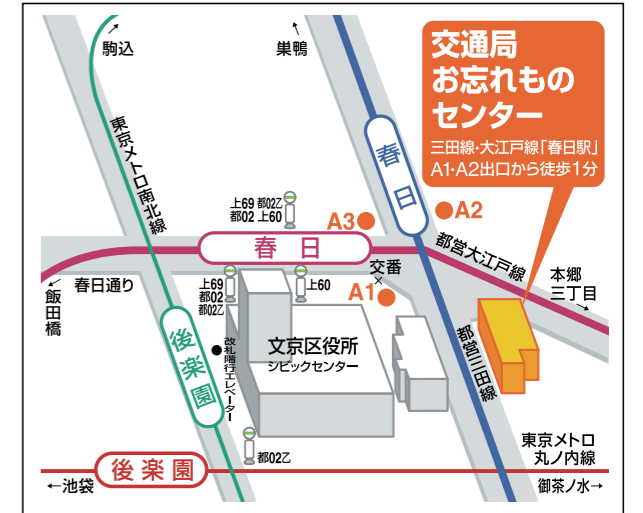 駒込
巣鴨
交通局
お忘れもの
センター
三田線・大江戸線「春日駅」
A1・A2出口から徒歩1分
東京メトロ南北線
春日
上69 都02乙
都02 上60
A3
A2
春日
都営大江戸線
本郷
三丁目
→
交番
×
A1
←
飯田橋
春日通り
上69
都02
都02乙
上60
後楽園
改札階行エレベーター
文京区役所
シビックセンター
都営三田線
都02乙
東京メトロ
丸ノ内線
後楽園
←池袋
御茶ノ水→